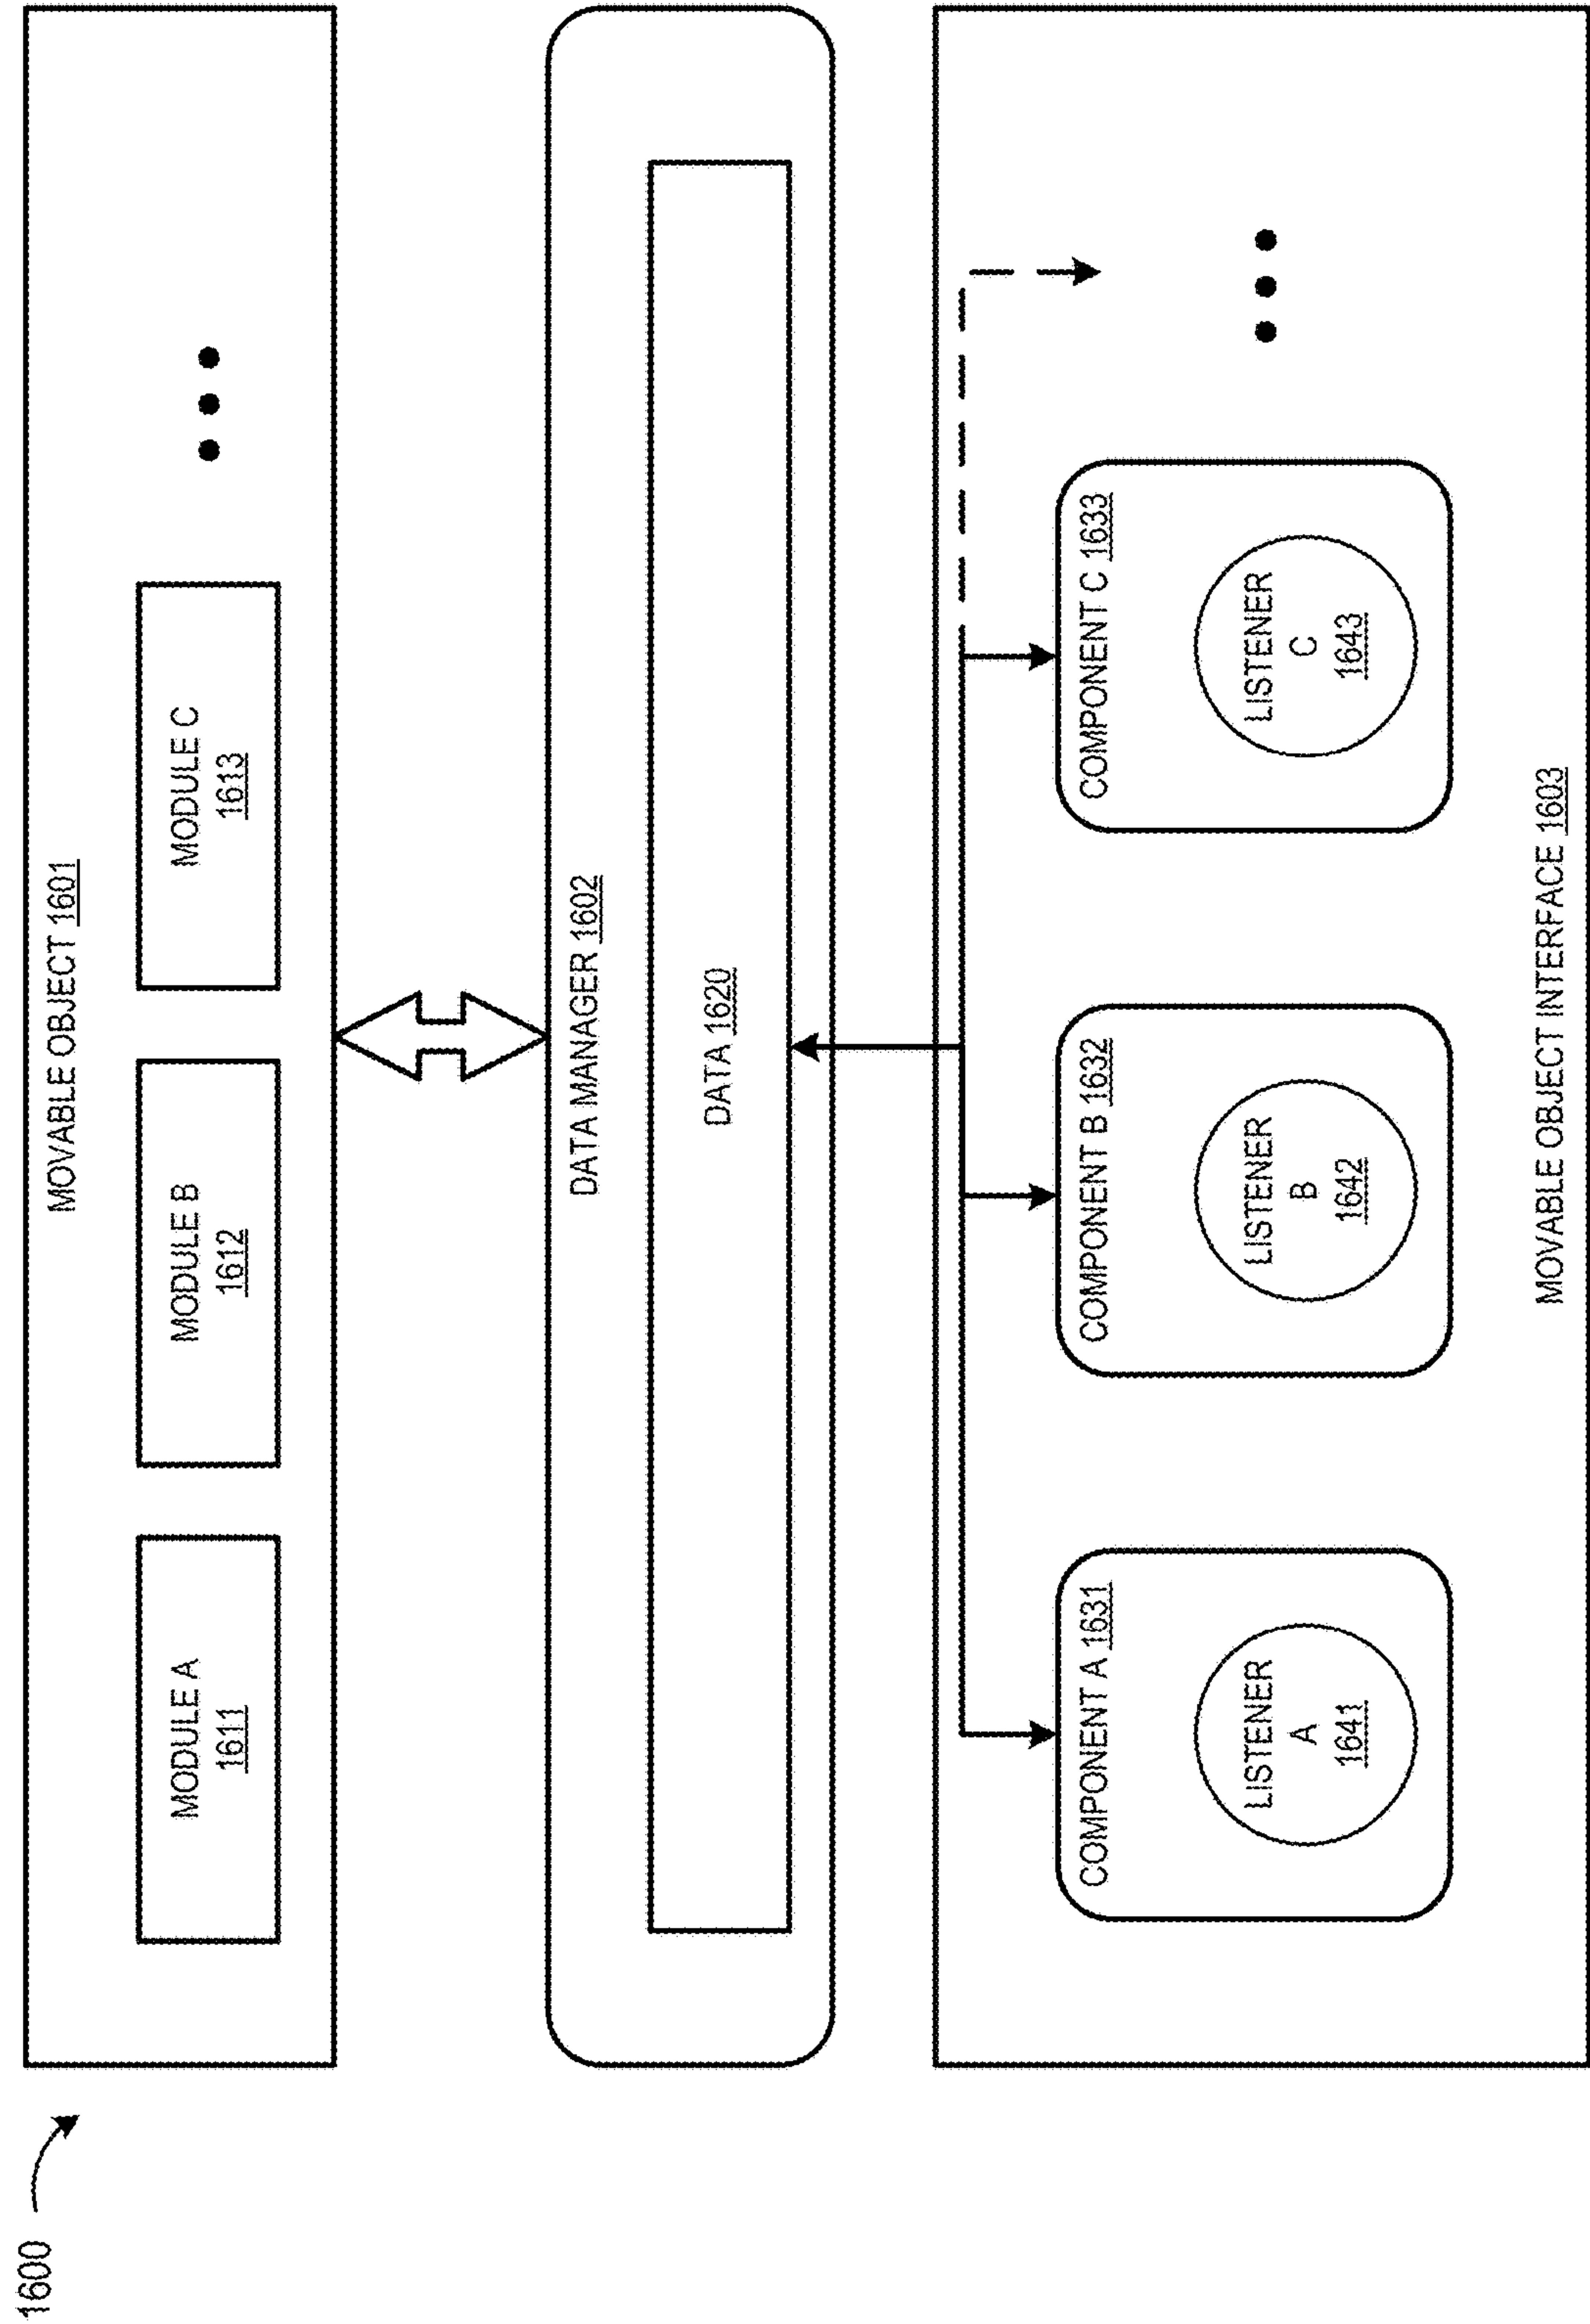 1600
MOVABLE OBJECT 1601
MODULE A
1611
MODULE B
1612
MODULE C
1613
DATA MANAGER 1602
DATA 1620
COMPONENT A 1631
LISTENER
A
1641
COMPONENT B 1632
LISTENER
B
1642
COMPONENT C 1633
LISTENER
C
1643
MOVABLE OBJECT INTERFACE 1603